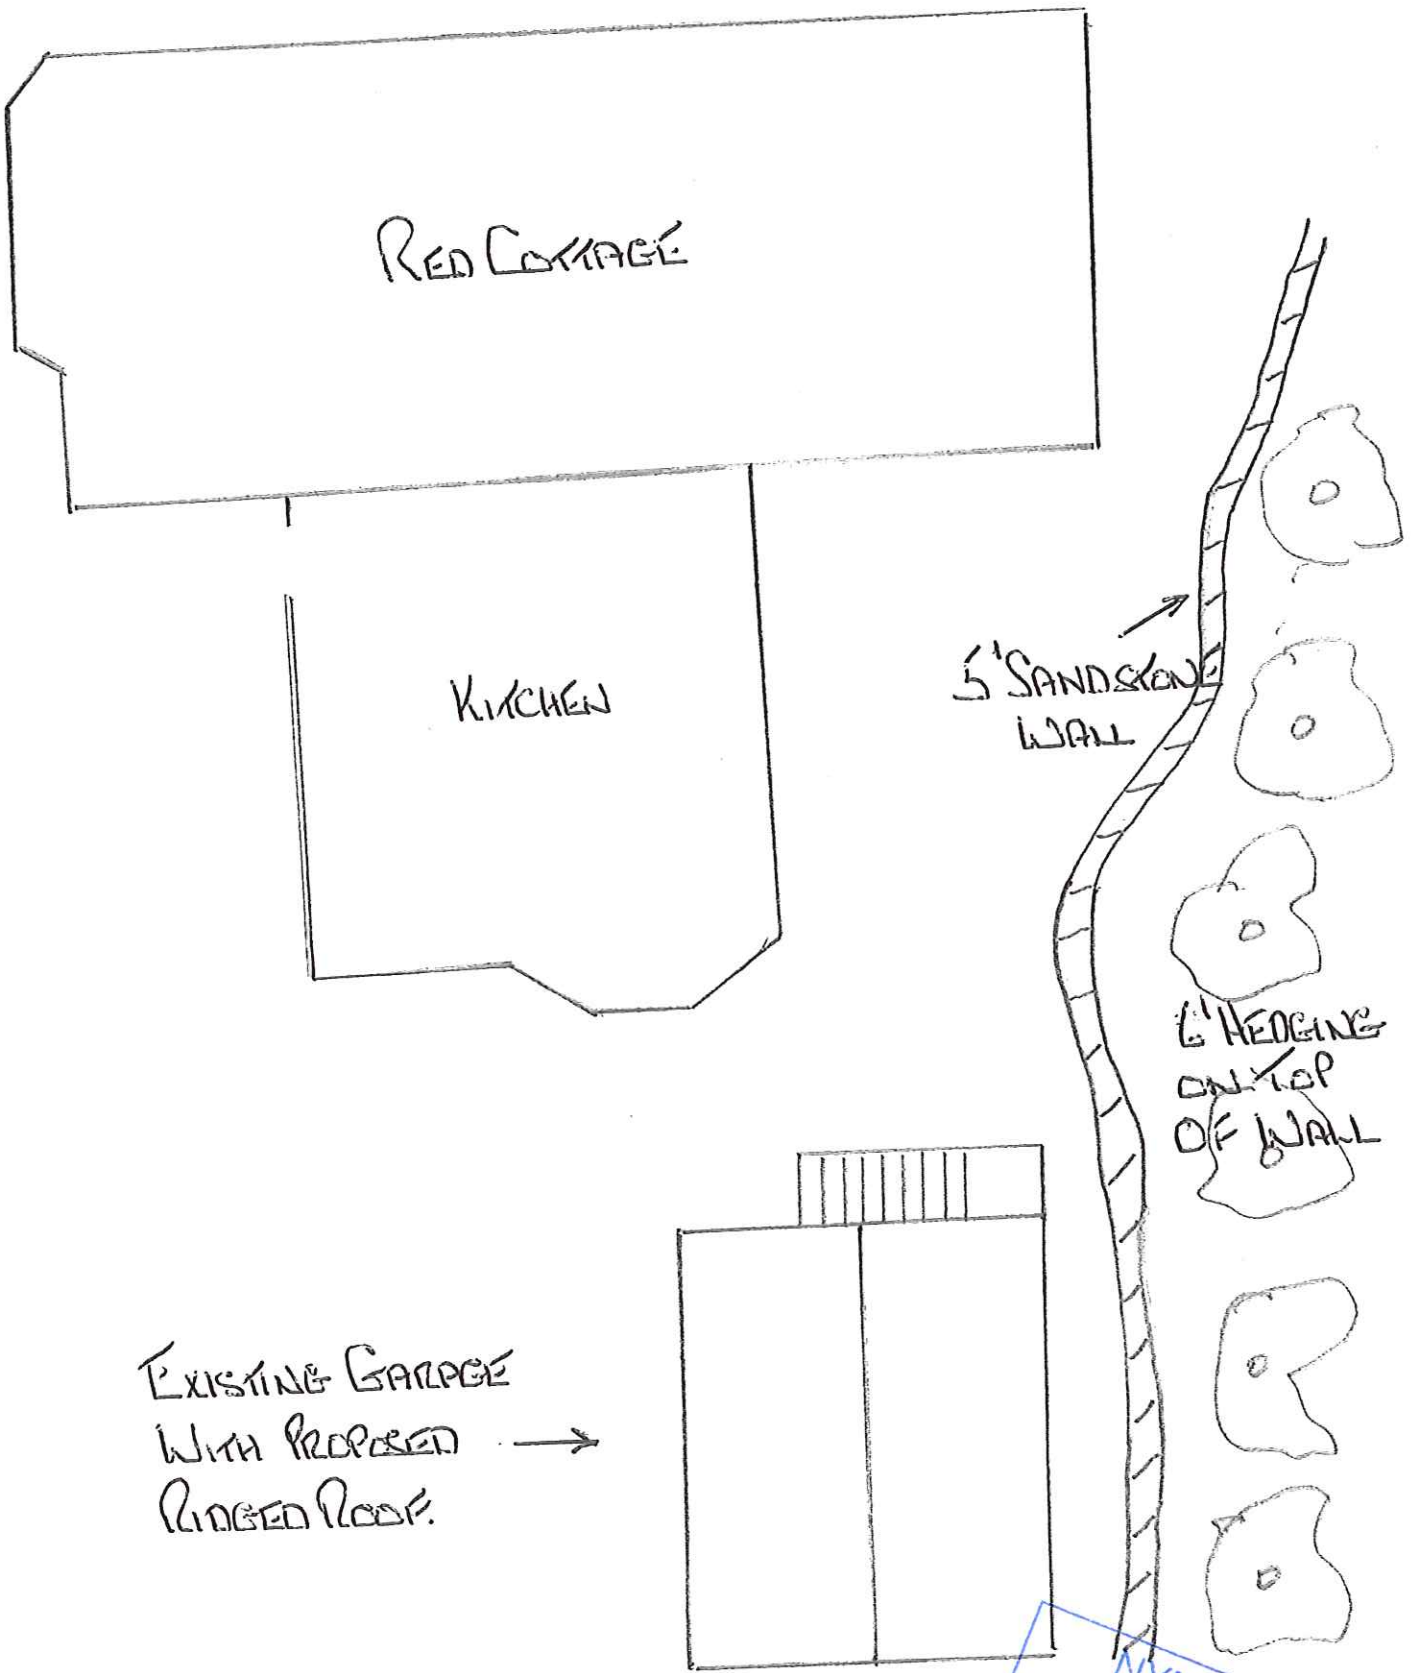 RED COTTAGE
KITCHEN
5' SANDSTONE
WALL
6' HEDGING
ON TOP
OF WALL
EXISTING GARAGE
WITH PROPOSED
RIDGED ROOF.